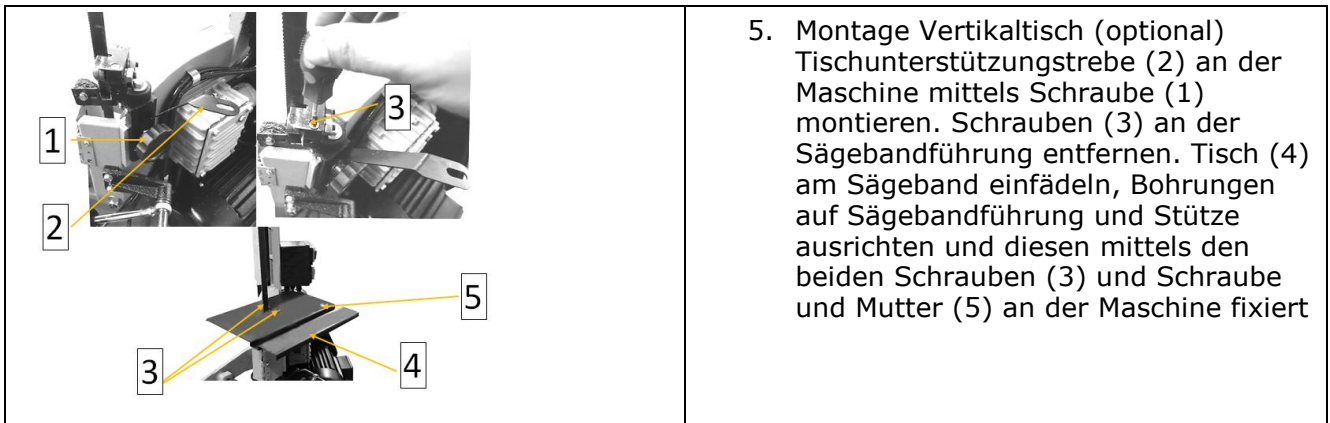 1
2
3
3
4
5
5. Montage Vertikaltisch (optional)
Tischunterstützungstrebe (2) an der
Maschine mittels Schraube (1)
montieren. Schrauben (3) an der
Sägebandführung entfernen. Tisch (4)
am Sägeband einfädeln, Bohrungen
auf Sägebandführung und Stütze
ausrichten und diesen mittels den
beiden Schrauben (3) und Schraube
und Mutter (5) an der Maschine fixiert